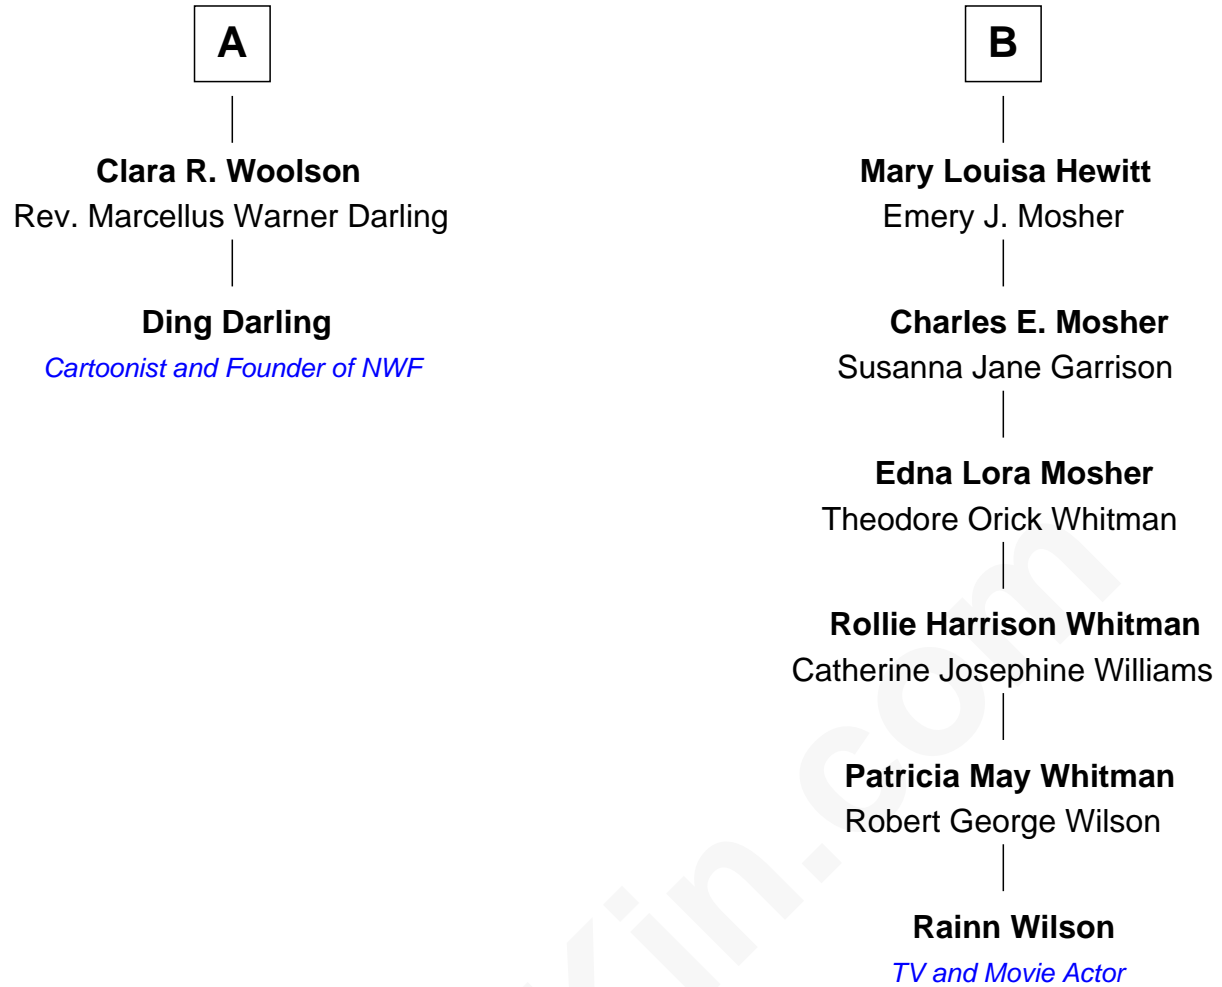 A
Clara R. Woolson
Rev. Marcellus Warner Darling
Ding Darling
Cartoonist and Founder of NWF
B
Mary Louisa Hewitt
Emery J. Mosher
Charles E. Mosher
Susanna Jane Garrison
Edna Lora Mosher
Theodore Orick Whitman
Rollie Harrison Whitman
Catherine Josephine Williams
Patricia May Whitman
Robert George Wilson
Rainn Wilson
TV and Movie Actor
Kin.com